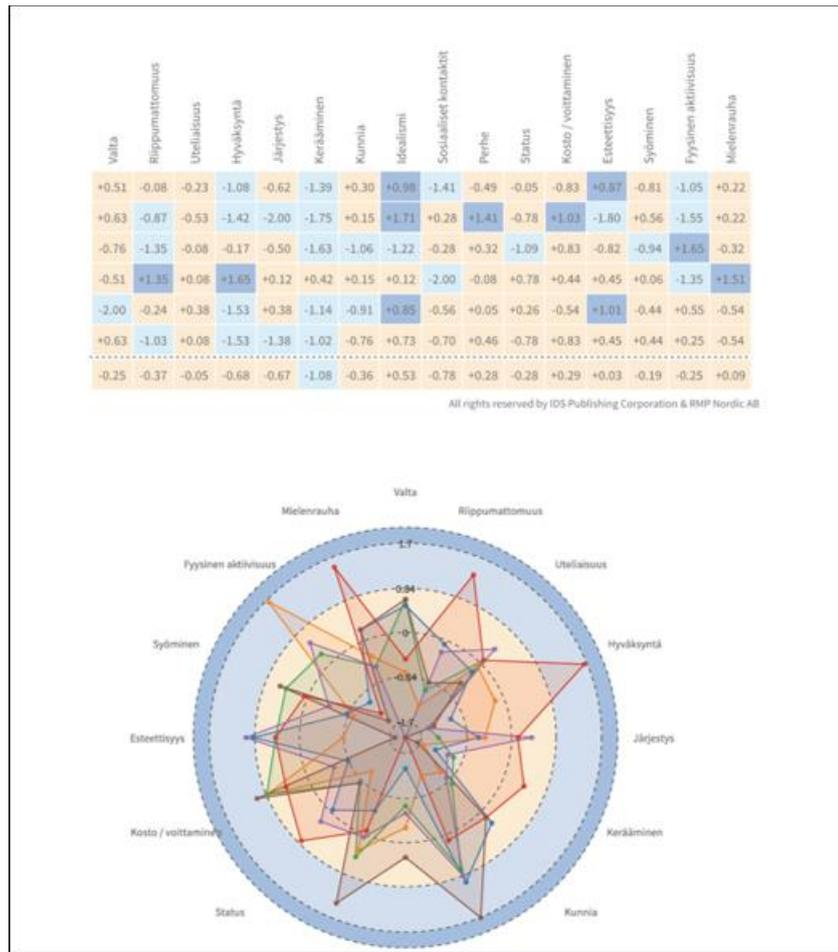 Valta Riippumattomuus Uteliaisuus Hyväksyntä Järjestys Kerääminen Kunnia Idealismi Sosiaaliset kontaktit Perhe Status Kosto / voittaminen Esteettisyys Syöminen Fyysinen aktiivisuus Mielenrauha
+0.51 -0.08 -0.23 -1.08 -0.62 -1.39 +0.30 +0.98 -1.41 -0.49 -0.05 -0.83 +0.87 -0.81 -1.05 +0.22
+0.63 -0.87 -0.53 -1.42 -2.00 -1.75 +0.15 +1.71 +0.28 +1.41 -0.78 +1.03 -1.80 +0.56 -1.55 +0.22
-0.76 -1.35 -0.08 -0.17 -0.50 -1.63 -1.06 -1.22 -0.28 +0.32 -1.09 +0.83 -0.82 -0.94 +1.65 -0.32
-0.51 +1.35 +0.08 +1.65 +0.12 +0.42 +0.15 +0.12 -2.00 -0.08 +0.78 +0.44 +0.45 +0.06 -1.35 +1.51
-2.00 -0.24 +0.38 -1.53 +0.38 -1.14 -0.91 +0.85 -0.56 +0.05 +0.26 -0.54 +1.01 -0.44 +0.55 -0.54
+0.63 -1.03 +0.08 -1.53 -1.38 -1.02 -0.76 +0.73 -0.70 +0.46 -0.78 +0.83 +0.45 +0.44 +0.25 -0.54
-0.25 -0.37 -0.05 -0.68 -0.67 -1.08 -0.36 +0.53 -0.78 +0.28 -0.28 +0.29 +0.03 -0.19 -0.25 +0.09
All rights reserved by IDS Publishing Corporation & RMP Nordic AB
Valta
Mielenrauha Riippumattomuus
1.7
Fyysinen aktiivisuus Uteliaisuus
0.84
0
Syöminen Hyväksyntä
-0.84
-1.7
Esteettisyys Järjestys
Kosto / voittaminen Kerääminen
Status Kunnia